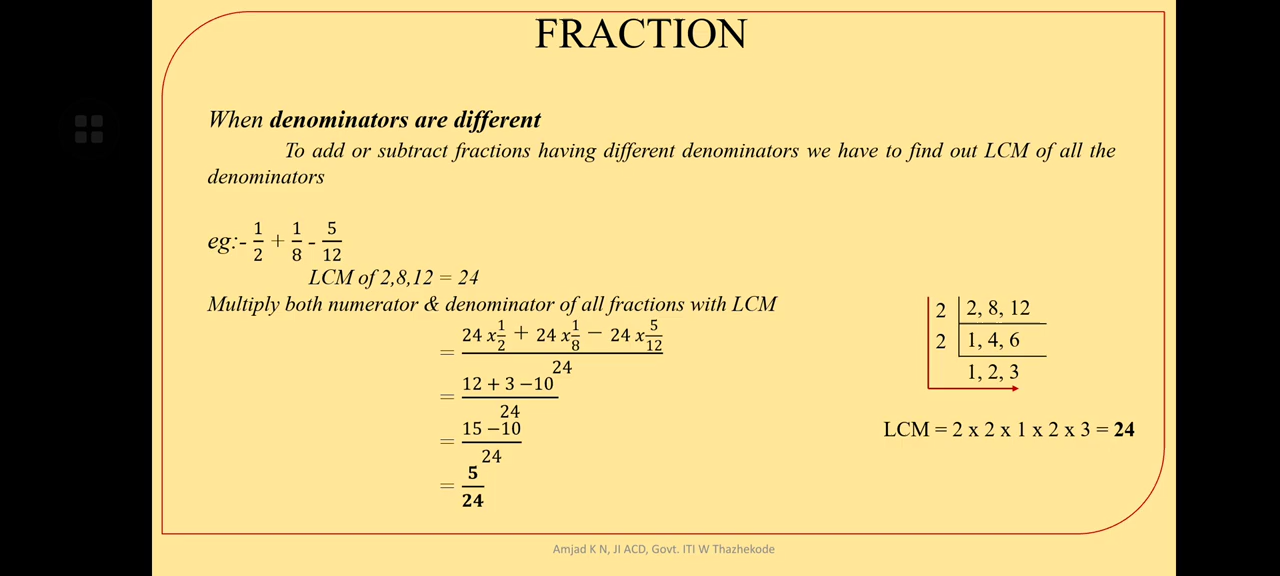 FRACTION
When denominators are different
To add or subtract fractions having different denominators we have to find out LCM of all the
denominators
eg:- 1/2 + 1/8 - 5/12
LCM of 2,8,12 = 24
Multiply both numerator & denominator of all fractions with LCM
= (24 x 1/2 + 24 x 1/8 − 24 x 5/12) / 24
= (12 + 3 −10) / 24
= (15 −10) / 24
= 5/24
2 | 2, 8, 12
2 | 1, 4, 6
1, 2, 3
LCM = 2 x 2 x 1 x 2 x 3 = 24
Amjad K N, JI ACD, Govt. ITI W Thazhekode